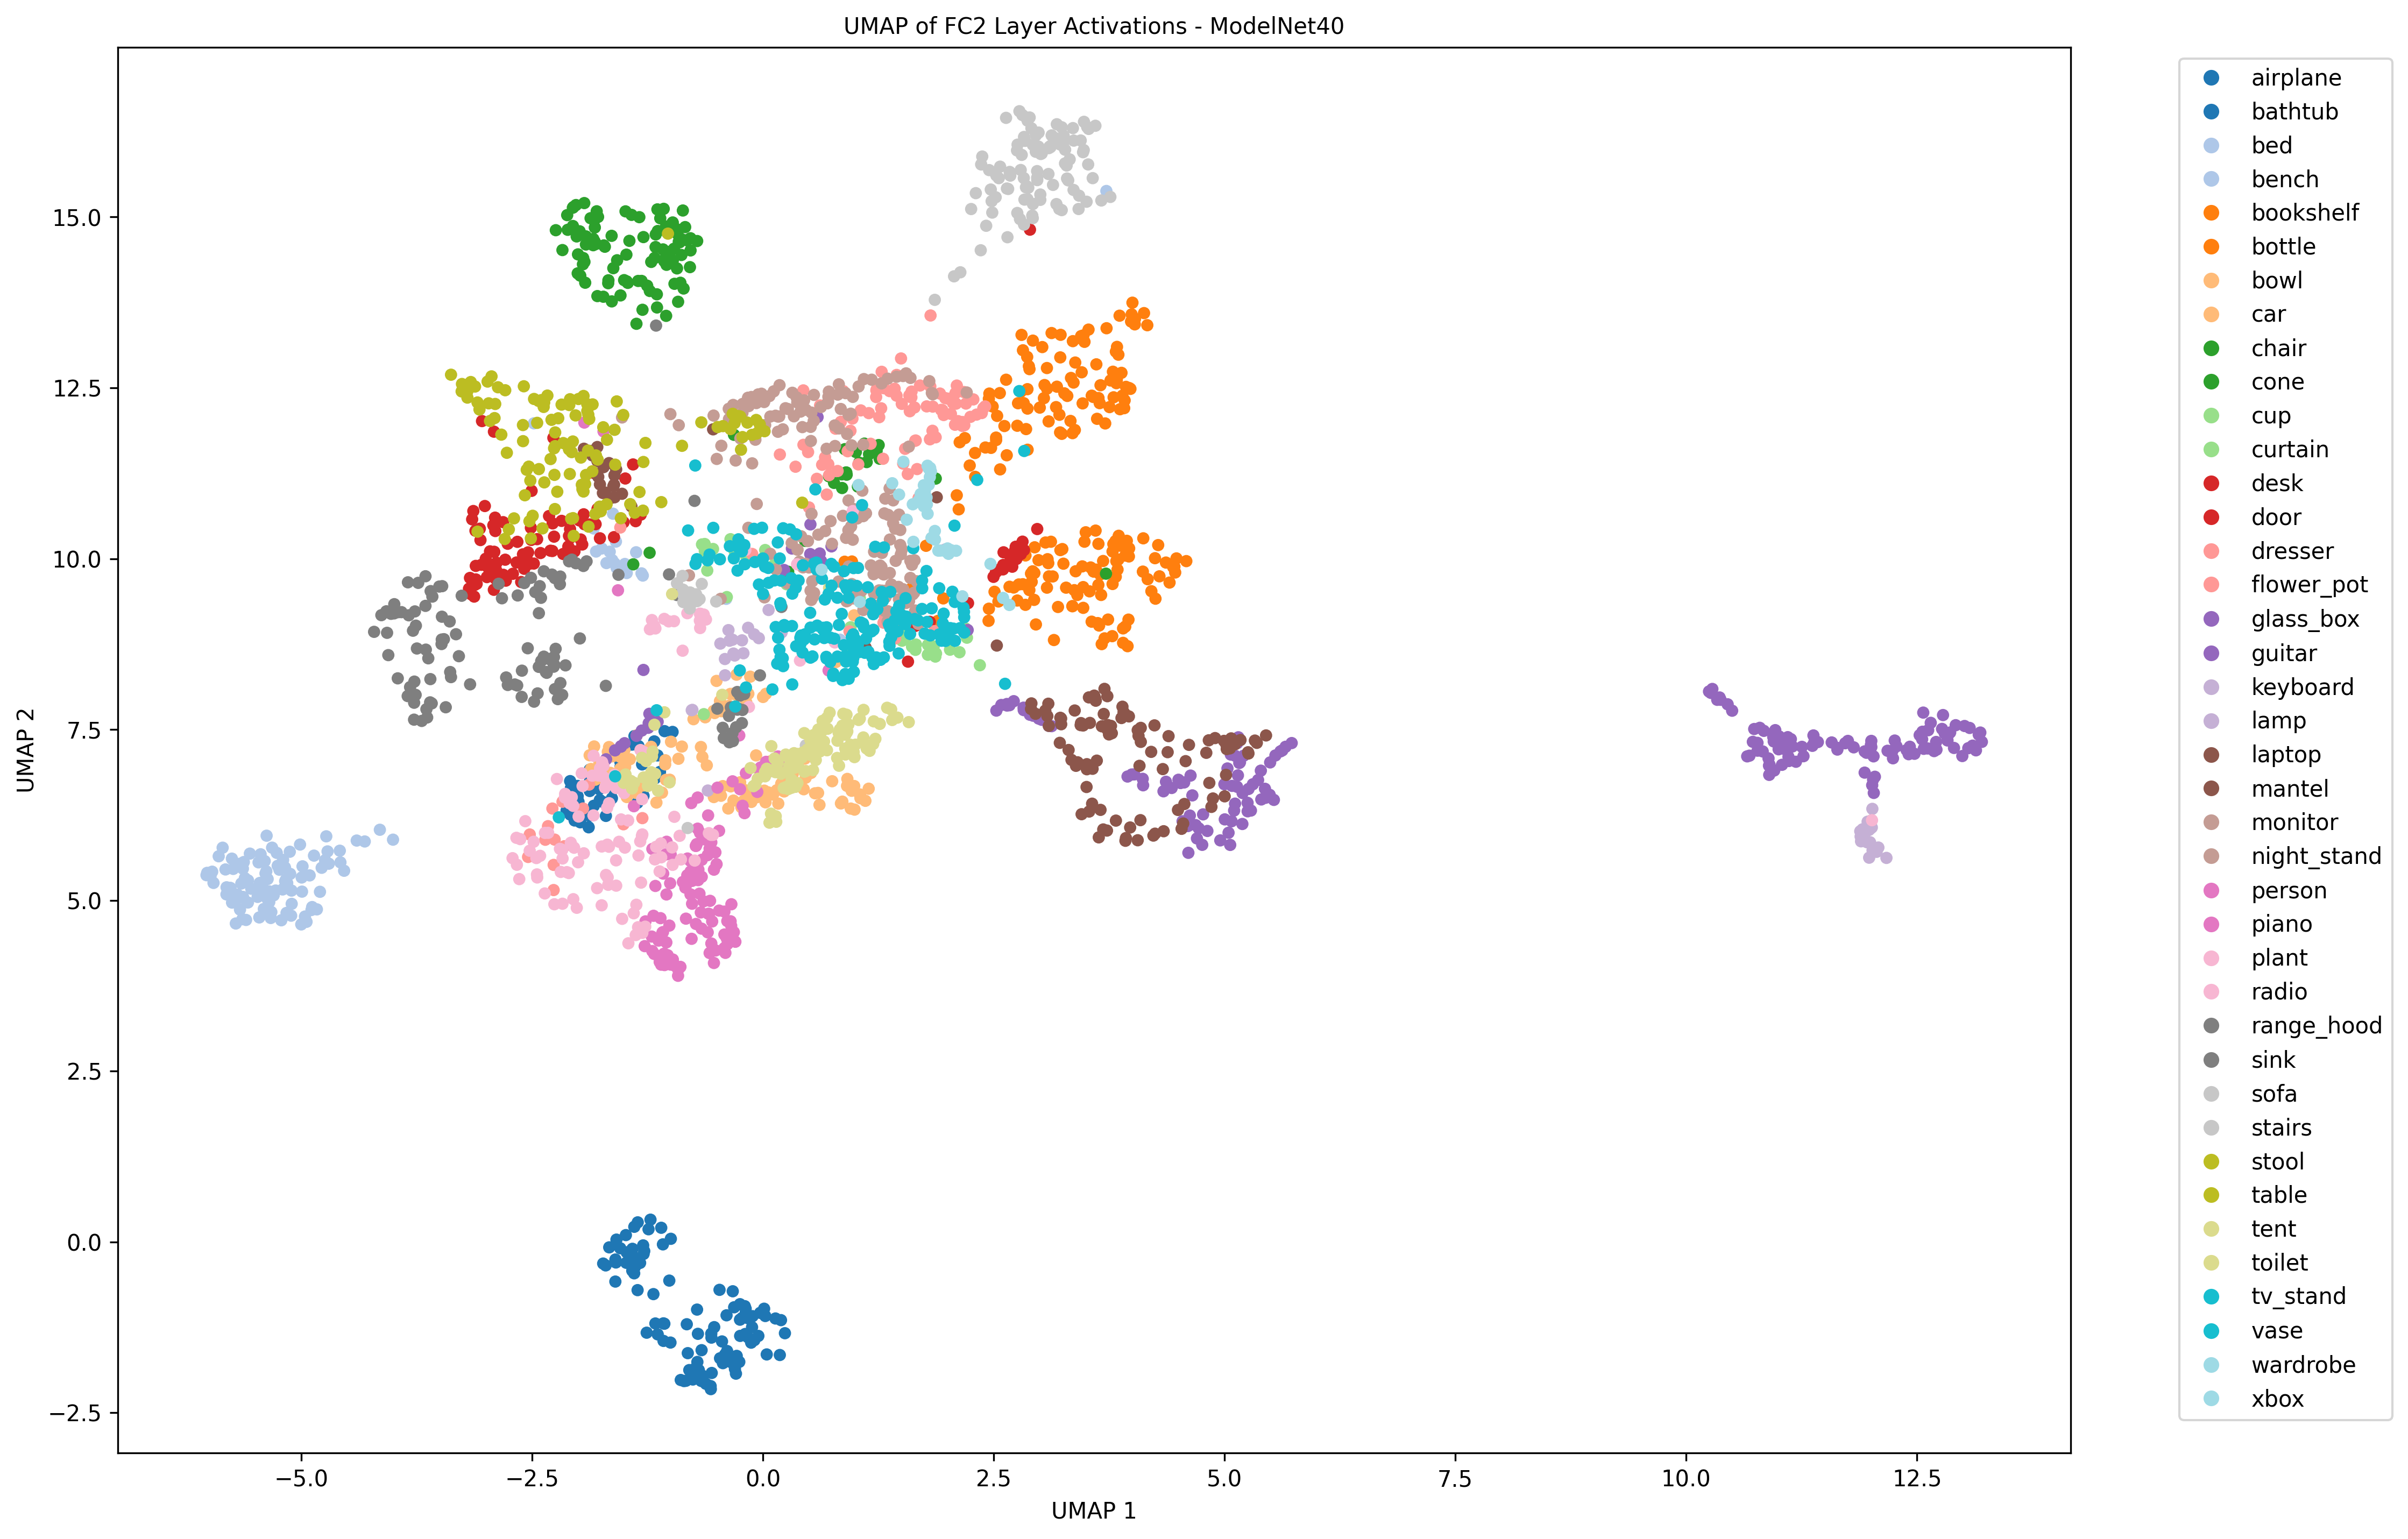 UMAP of FC2 Layer Activations - ModelNet40
UMAP 2
15.0
12.5
10.0
7.5
5.0
2.5
0.0
−2.5
−5.0
−2.5
0.0
2.5
5.0
7.5
10.0
12.5
UMAP 1
airplane
bathtub
bed
bench
bookshelf
bottle
bowl
car
chair
cone
cup
curtain
desk
door
dresser
flower_pot
glass_box
guitar
keyboard
lamp
laptop
mantel
monitor
night_stand
person
piano
plant
radio
range_hood
sink
sofa
stairs
stool
table
tent
toilet
tv_stand
vase
wardrobe
xbox